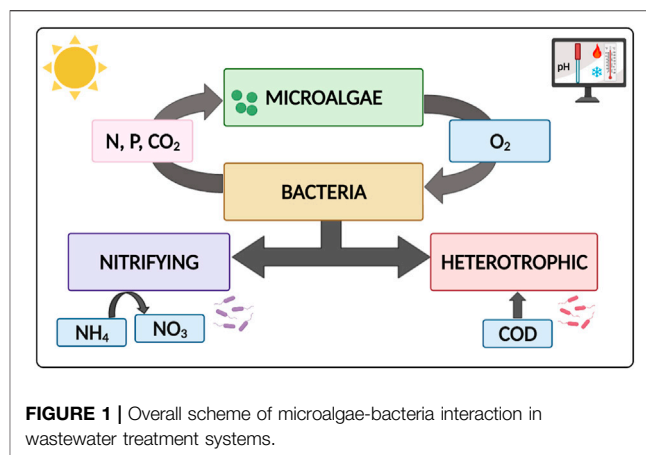 pH
MICROALGAE
N, P, CO₂
O₂
BACTERIA
NITRIFYING
HETEROTROPHIC
NH₄
NO₃
COD
FIGURE 1 | Overall scheme of microalgae-bacteria interaction in
wastewater treatment systems.